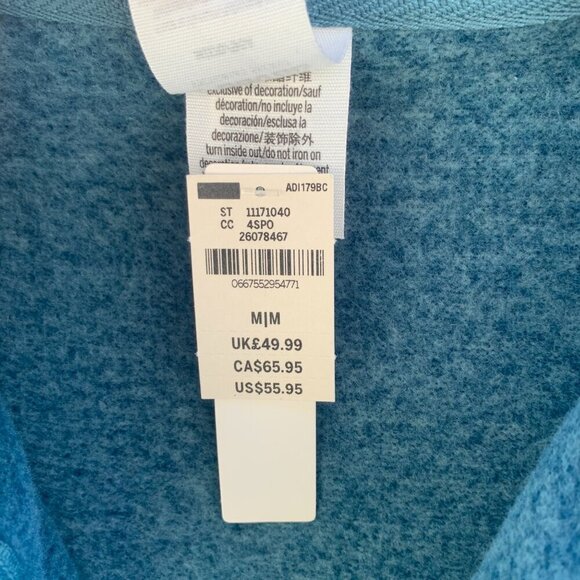 exclusive of decoration/sauf
décoration/no incluye la
decoración/esclusa la
decorazione/装饰除外
turn inside out/do not iron on
ADI179BC
ST 11171040
CC 4SPO
26078467
0667552954771
M|M
UK£49.99
CA$65.95
US$55.95